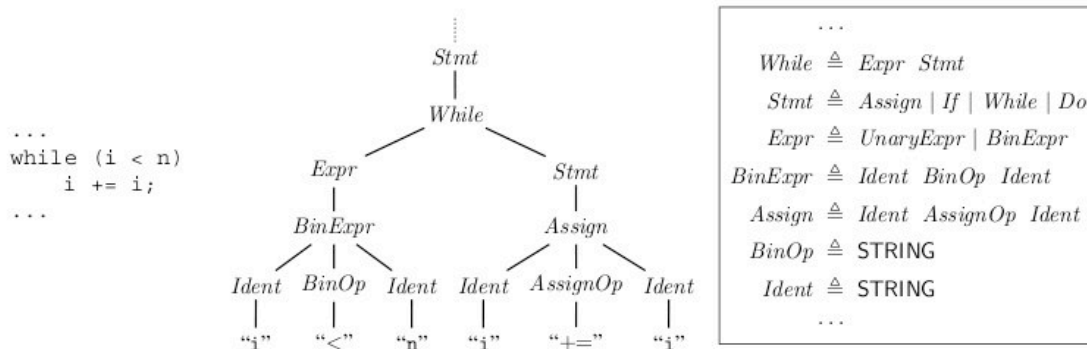 ...
while (i < n)
i += i;
...
Stmt
While
Expr Stmt
BinExpr Assign
Ident BinOp Ident Ident AssignOp Ident
“i” “<” “n” “i” “+=” “i”
...
While ≜ Expr Stmt
Stmt ≜ Assign | If | While | Do
Expr ≜ UnaryExpr | BinExpr
BinExpr ≜ Ident BinOp Ident
Assign ≜ Ident AssignOp Ident
BinOp ≜ STRING
Ident ≜ STRING
...